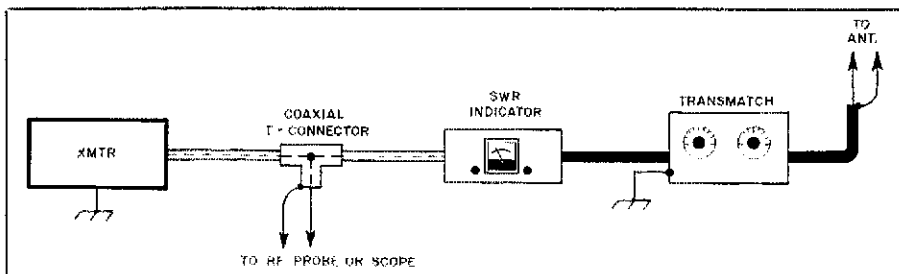 TO
ANT.
SWR
INDICATOR
TRANSMATCH
COAXIAL
T-CONNECTOR
XMTR
TO RF PROBE OR SCOPE